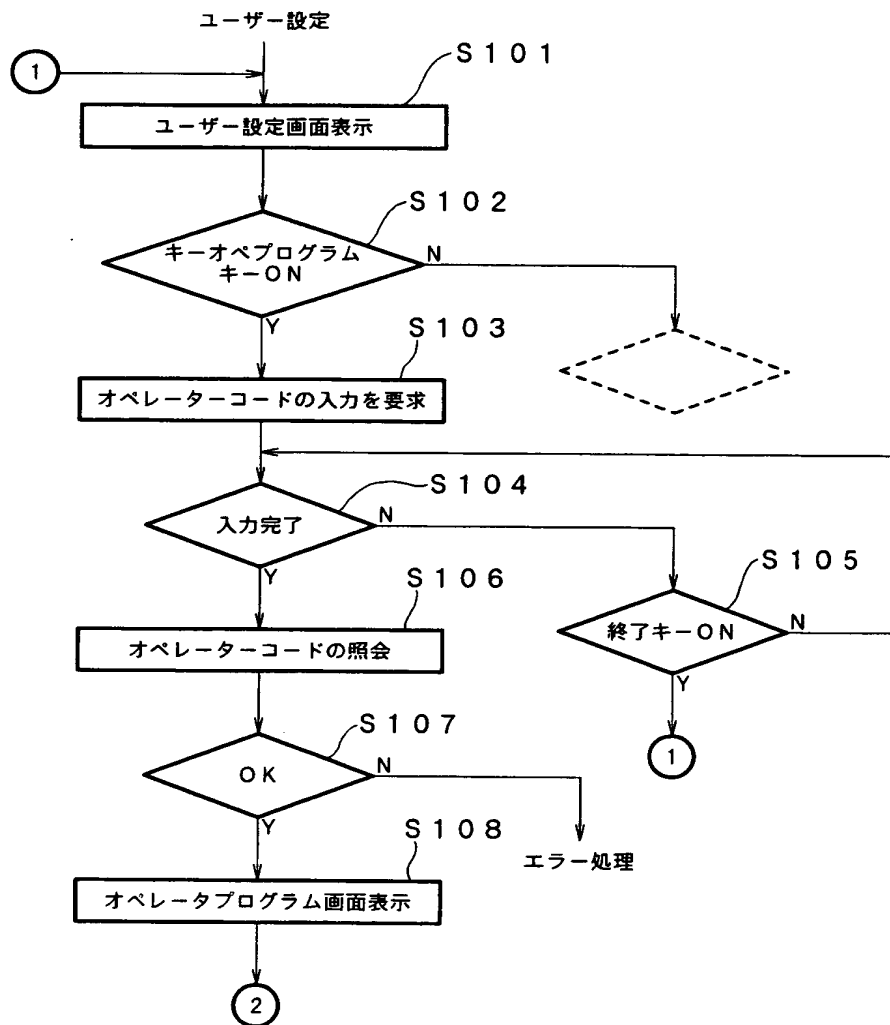 ユーザー設定
1
S101
ユーザー設定画面表示
S102
キーオペプログラム
キーON
N
Y
S103
オペレーターコードの入力を要求
S104
入力完了
N
Y
S105
終了キーON
N
Y
1
S106
オペレーターコードの照会
S107
OK
N
Y
エラー処理
S108
オペレータプログラム画面表示
2